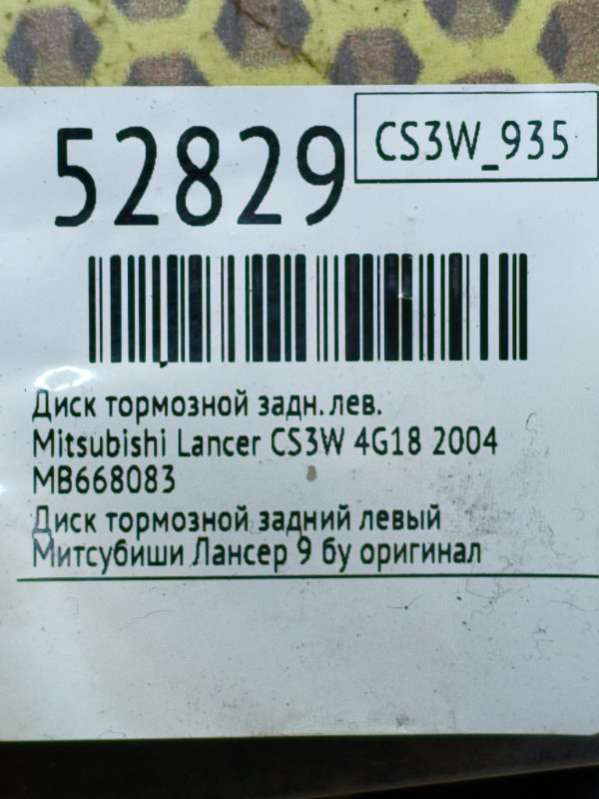 52829
CS3W_935
Диск тормозной задн. лев.
Mitsubishi Lancer CS3W 4G18 2004
MB668083
Диск тормозной задний левый
Митсубиши Лансер 9 бу оригинал